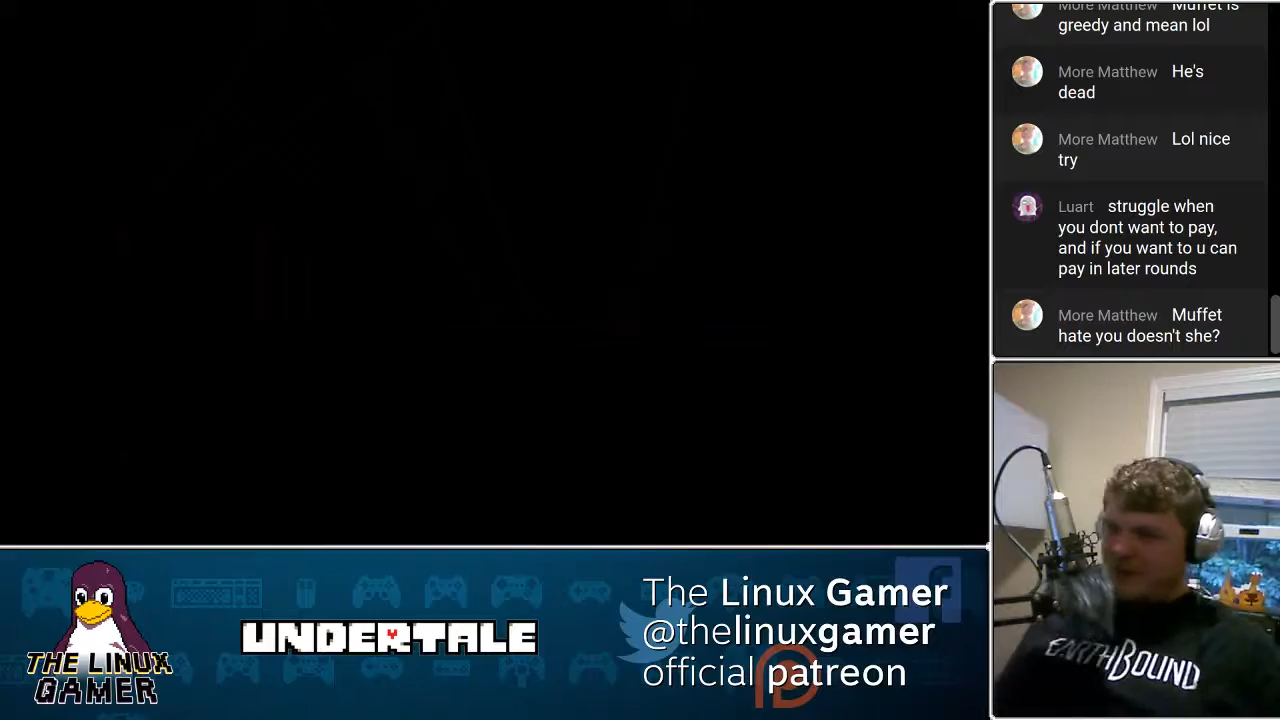 More Matthew Muffet is
greedy and mean lol
More Matthew He's
dead
More Matthew Lol nice
try
Luart struggle when
you dont want to pay,
and if you want to u can
pay in later rounds
More Matthew Muffet
hate you doesn't she?
EARTHBOUND
THE LINUX
GAMER
UNDERTALE
The Linux Gamer
@thelinuxgamer
official patreon